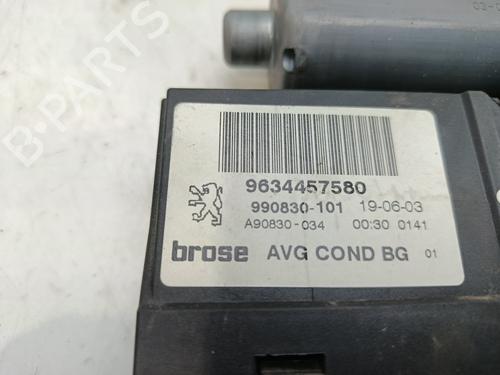 B-PARTS
9634457580
990830-101 19-06-03
A90830-034 00:30 0141
brose AVG COND BG 01